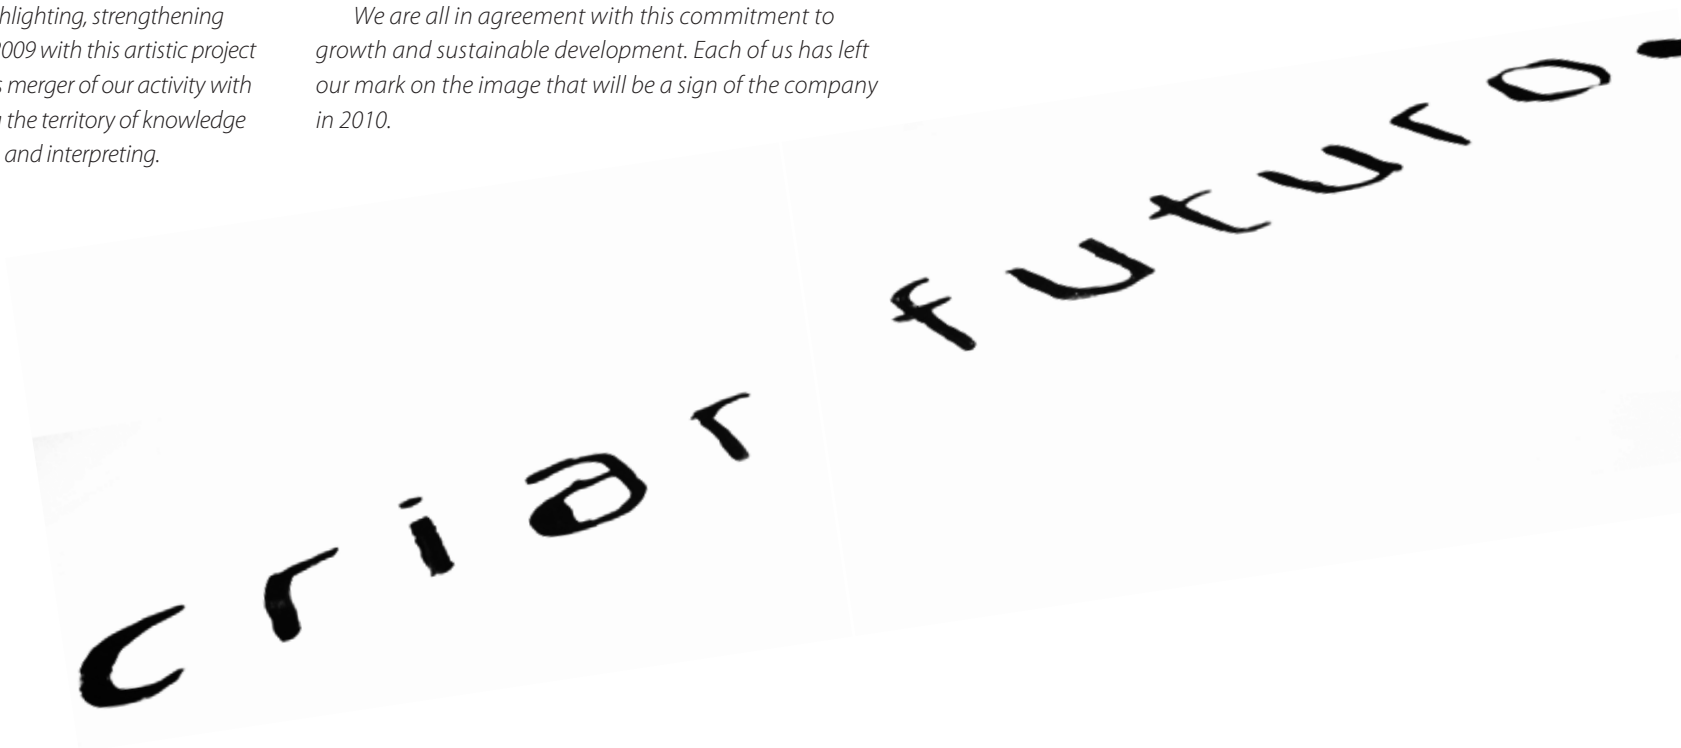 hlighting, strengthening
2009 with this artistic project
s merger of our activity with
the territory of knowledge
and interpreting.
We are all in agreement with this commitment to
growth and sustainable development. Each of us has left
our mark on the image that will be a sign of the company
in 2010.
criar futuro-